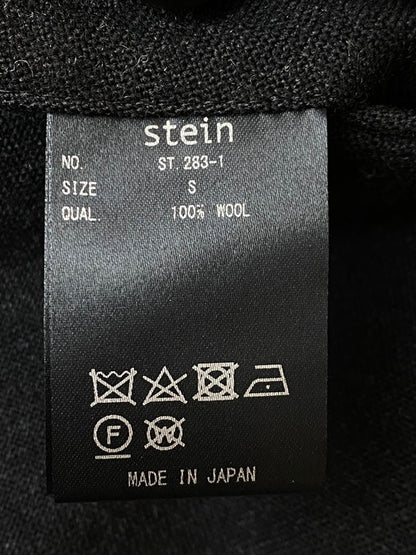 stein
NO. ST.283-1
SIZE S
QUAL. 100% WOOL
F W
MADE IN JAPAN